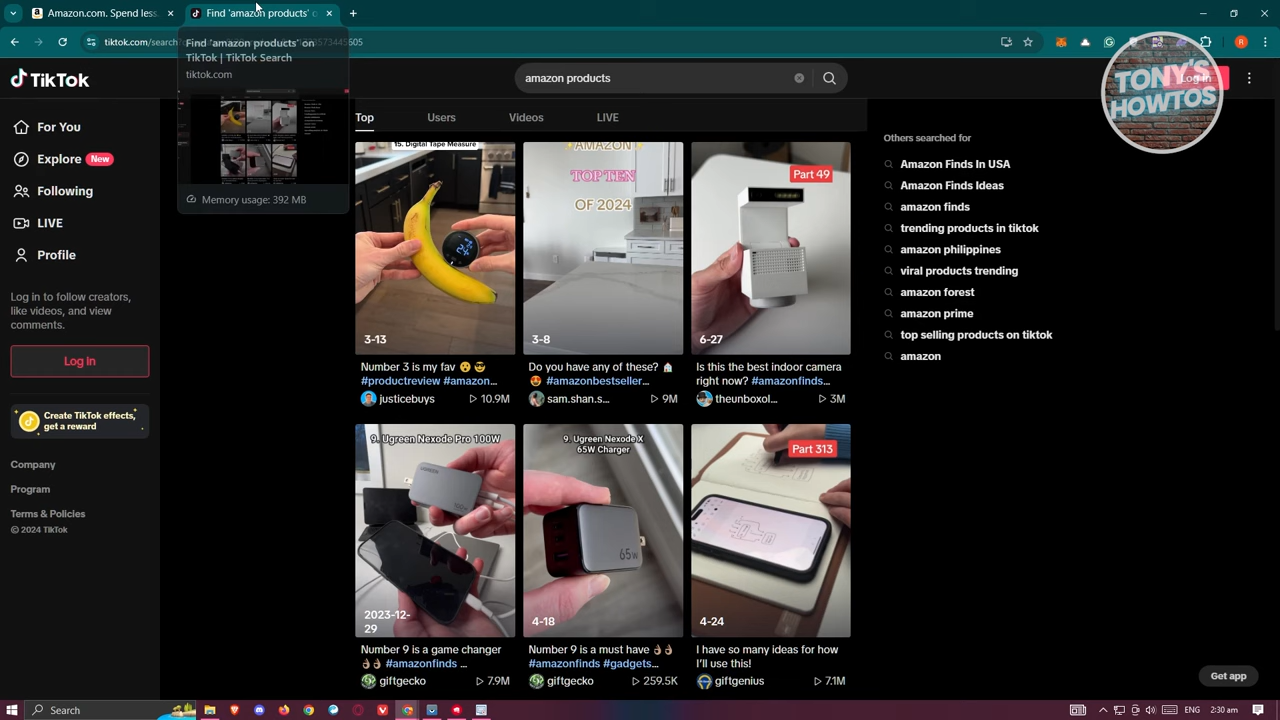 Amazon.com. Spend less.
Find 'amazon products' o
tiktok.com/search
573445605
Find 'amazon products' on
TikTok | TikTok Search
tiktok.com
Memory usage: 392 MB
TikTok
amazon products
Log in
TONY'S
HOWTOS
For You
Explore New
Following
LIVE
Profile
Log in to follow creators,
like videos, and view
comments.
Log in
Create TikTok effects,
get a reward
Company
Program
Terms & Policies
© 2024 TikTok
Top
Users
Videos
LIVE
15. Digital Tape Measure
3-13
Number 3 is my fav 😮 😎
#productreview #amazon...
justicebuys
10.9M
AMAZON
TOP TEN
OF 2024
3-8
Do you have any of these? 🏠
😍 #amazonbestseller...
sam.shan.s...
9M
Part 49
6-27
Is this the best indoor camera
right now? #amazonfinds...
theunboxol...
3M
9. Ugreen Nexode Pro 100W
2023-12-
29
Number 9 is a game changer
👌🏼👌🏼 #amazonfinds ...
giftgecko
7.9M
9. Ugreen Nexode X
65W Charger
65w
4-18
Number 9 is a must have 👌🏼👌🏼
#amazonfinds #gadgets...
giftgecko
259.5K
Part 313
4-24
I have so many ideas for how
I'll use this!
giftgenius
7.1M
Others searched for
Amazon Finds In USA
Amazon Finds Ideas
amazon finds
trending products in tiktok
amazon philippines
viral products trending
amazon forest
amazon prime
top selling products on tiktok
amazon
Get app
Search
ENG
2:30 am